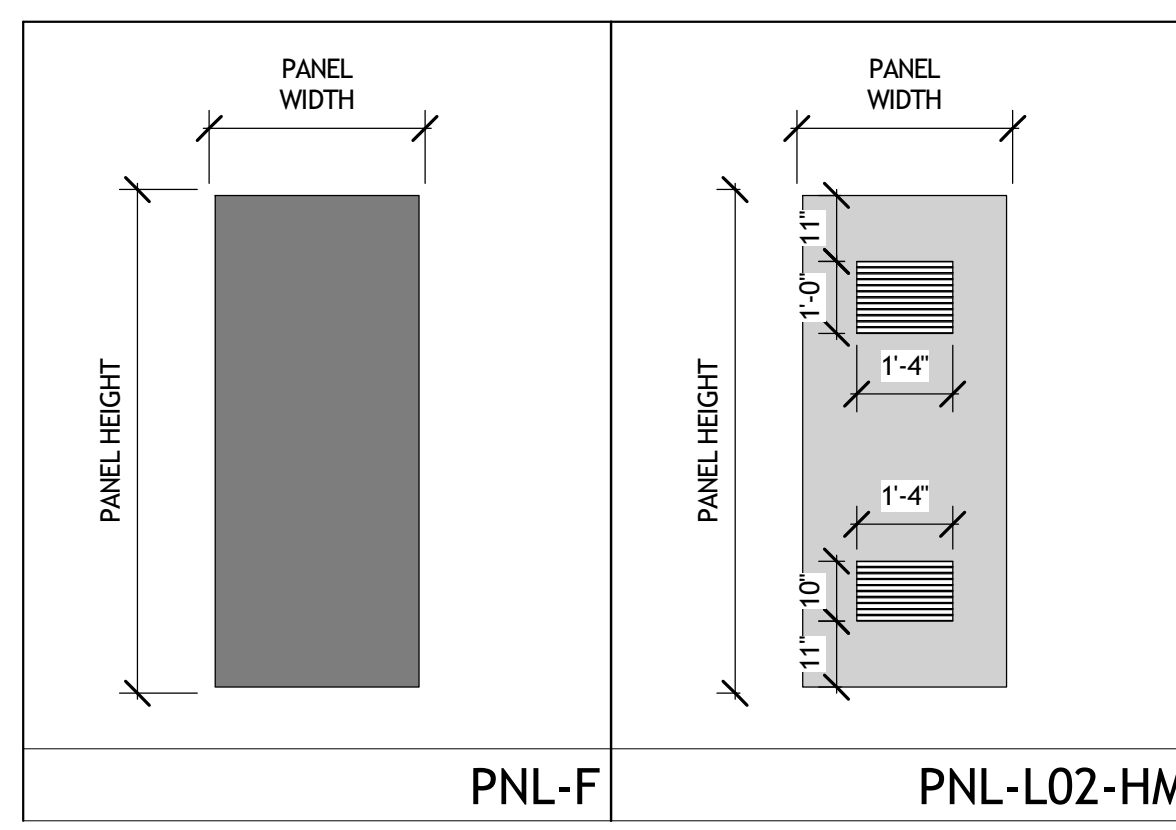 PANEL
WIDTH
PANEL HEIGHT
PNL-F
PANEL
WIDTH
PANEL HEIGHT
11"
1'-0"
1'-4"
1'-4"
10"
11"
PNL-L02-HM